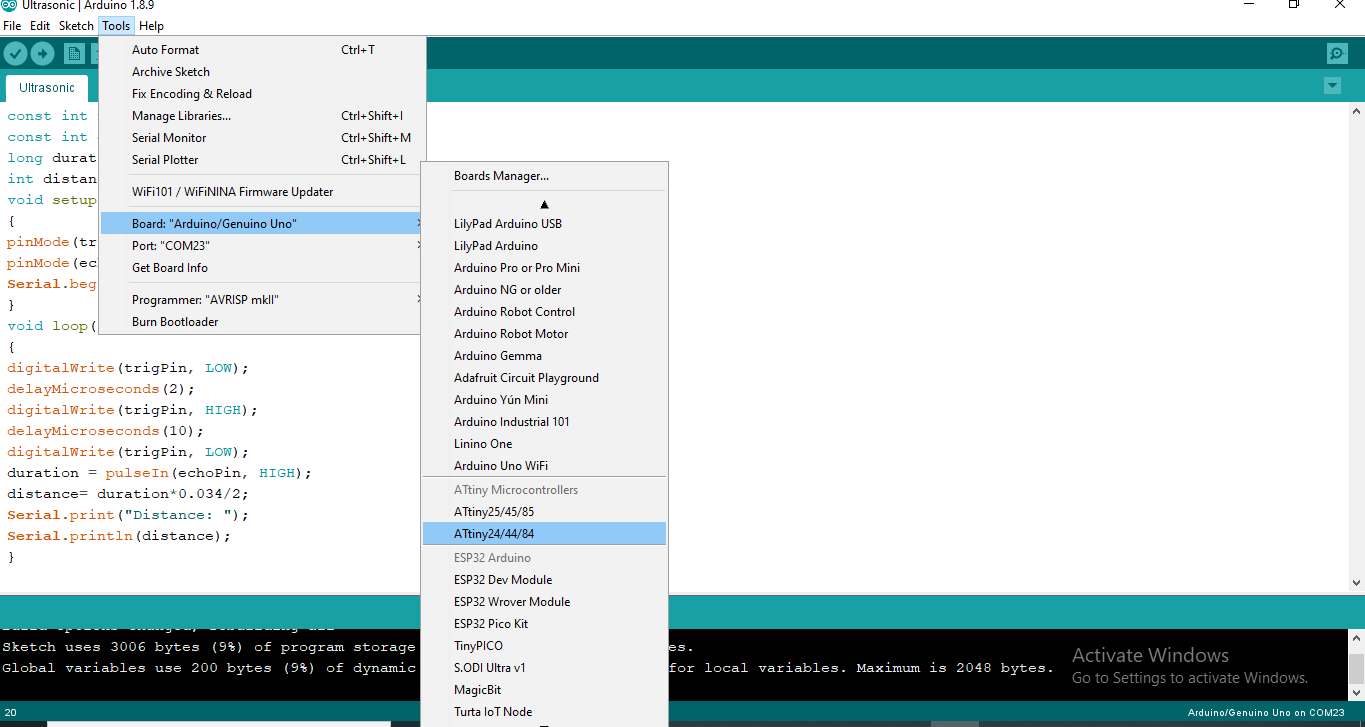 Ultrasonic | Arduino 1.8.9
File Edit Sketch Tools Help
Auto Format Ctrl+T
Archive Sketch
Fix Encoding & Reload
Manage Libraries... Ctrl+Shift+I
Serial Monitor Ctrl+Shift+M
Serial Plotter Ctrl+Shift+L
WiFi101 / WiFiNINA Firmware Updater
Board: "Arduino/Genuino Uno"
Port: "COM23"
Get Board Info
Programmer: "AVRISP mkII"
Burn Bootloader
Boards Manager...
LilyPad Arduino USB
LilyPad Arduino
Arduino Pro or Pro Mini
Arduino NG or older
Arduino Robot Control
Arduino Robot Motor
Arduino Gemma
Adafruit Circuit Playground
Arduino Yún Mini
Arduino Industrial 101
Linino One
Arduino Uno WiFi
ATtiny Microcontrollers
ATtiny25/45/85
ATtiny24/44/84
ESP32 Arduino
ESP32 Dev Module
ESP32 Wrover Module
ESP32 Pico Kit
TinyPICO
S.ODI Ultra v1
MagicBit
Turta IoT Node
Ultrasonic
const int
const int
long durat
int distan
void setup
{
pinMode(tr
pinMode(ec
Serial.beg
}
void loop(
{
digitalWrite(trigPin, LOW);
delayMicroseconds(2);
digitalWrite(trigPin, HIGH);
delayMicroseconds(10);
digitalWrite(trigPin, LOW);
duration = pulseIn(echoPin, HIGH);
distance= duration*0.034/2;
Serial.print("Distance: ");
Serial.println(distance);
}
Sketch uses 3006 bytes (9%) of program storage es.
Global variables use 200 bytes (9%) of dynamic for local variables. Maximum is 2048 bytes.
Activate Windows
Go to Settings to activate Windows.
20 Arduino/Genuino Uno on COM23